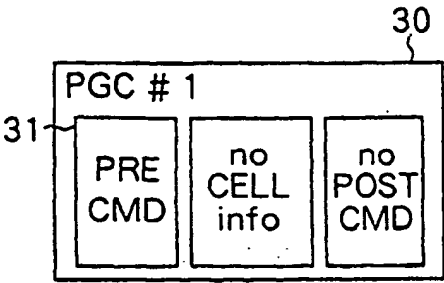 30
PGC # 1
31
PRE
CMD
no
CELL
info
no
POST
CMD